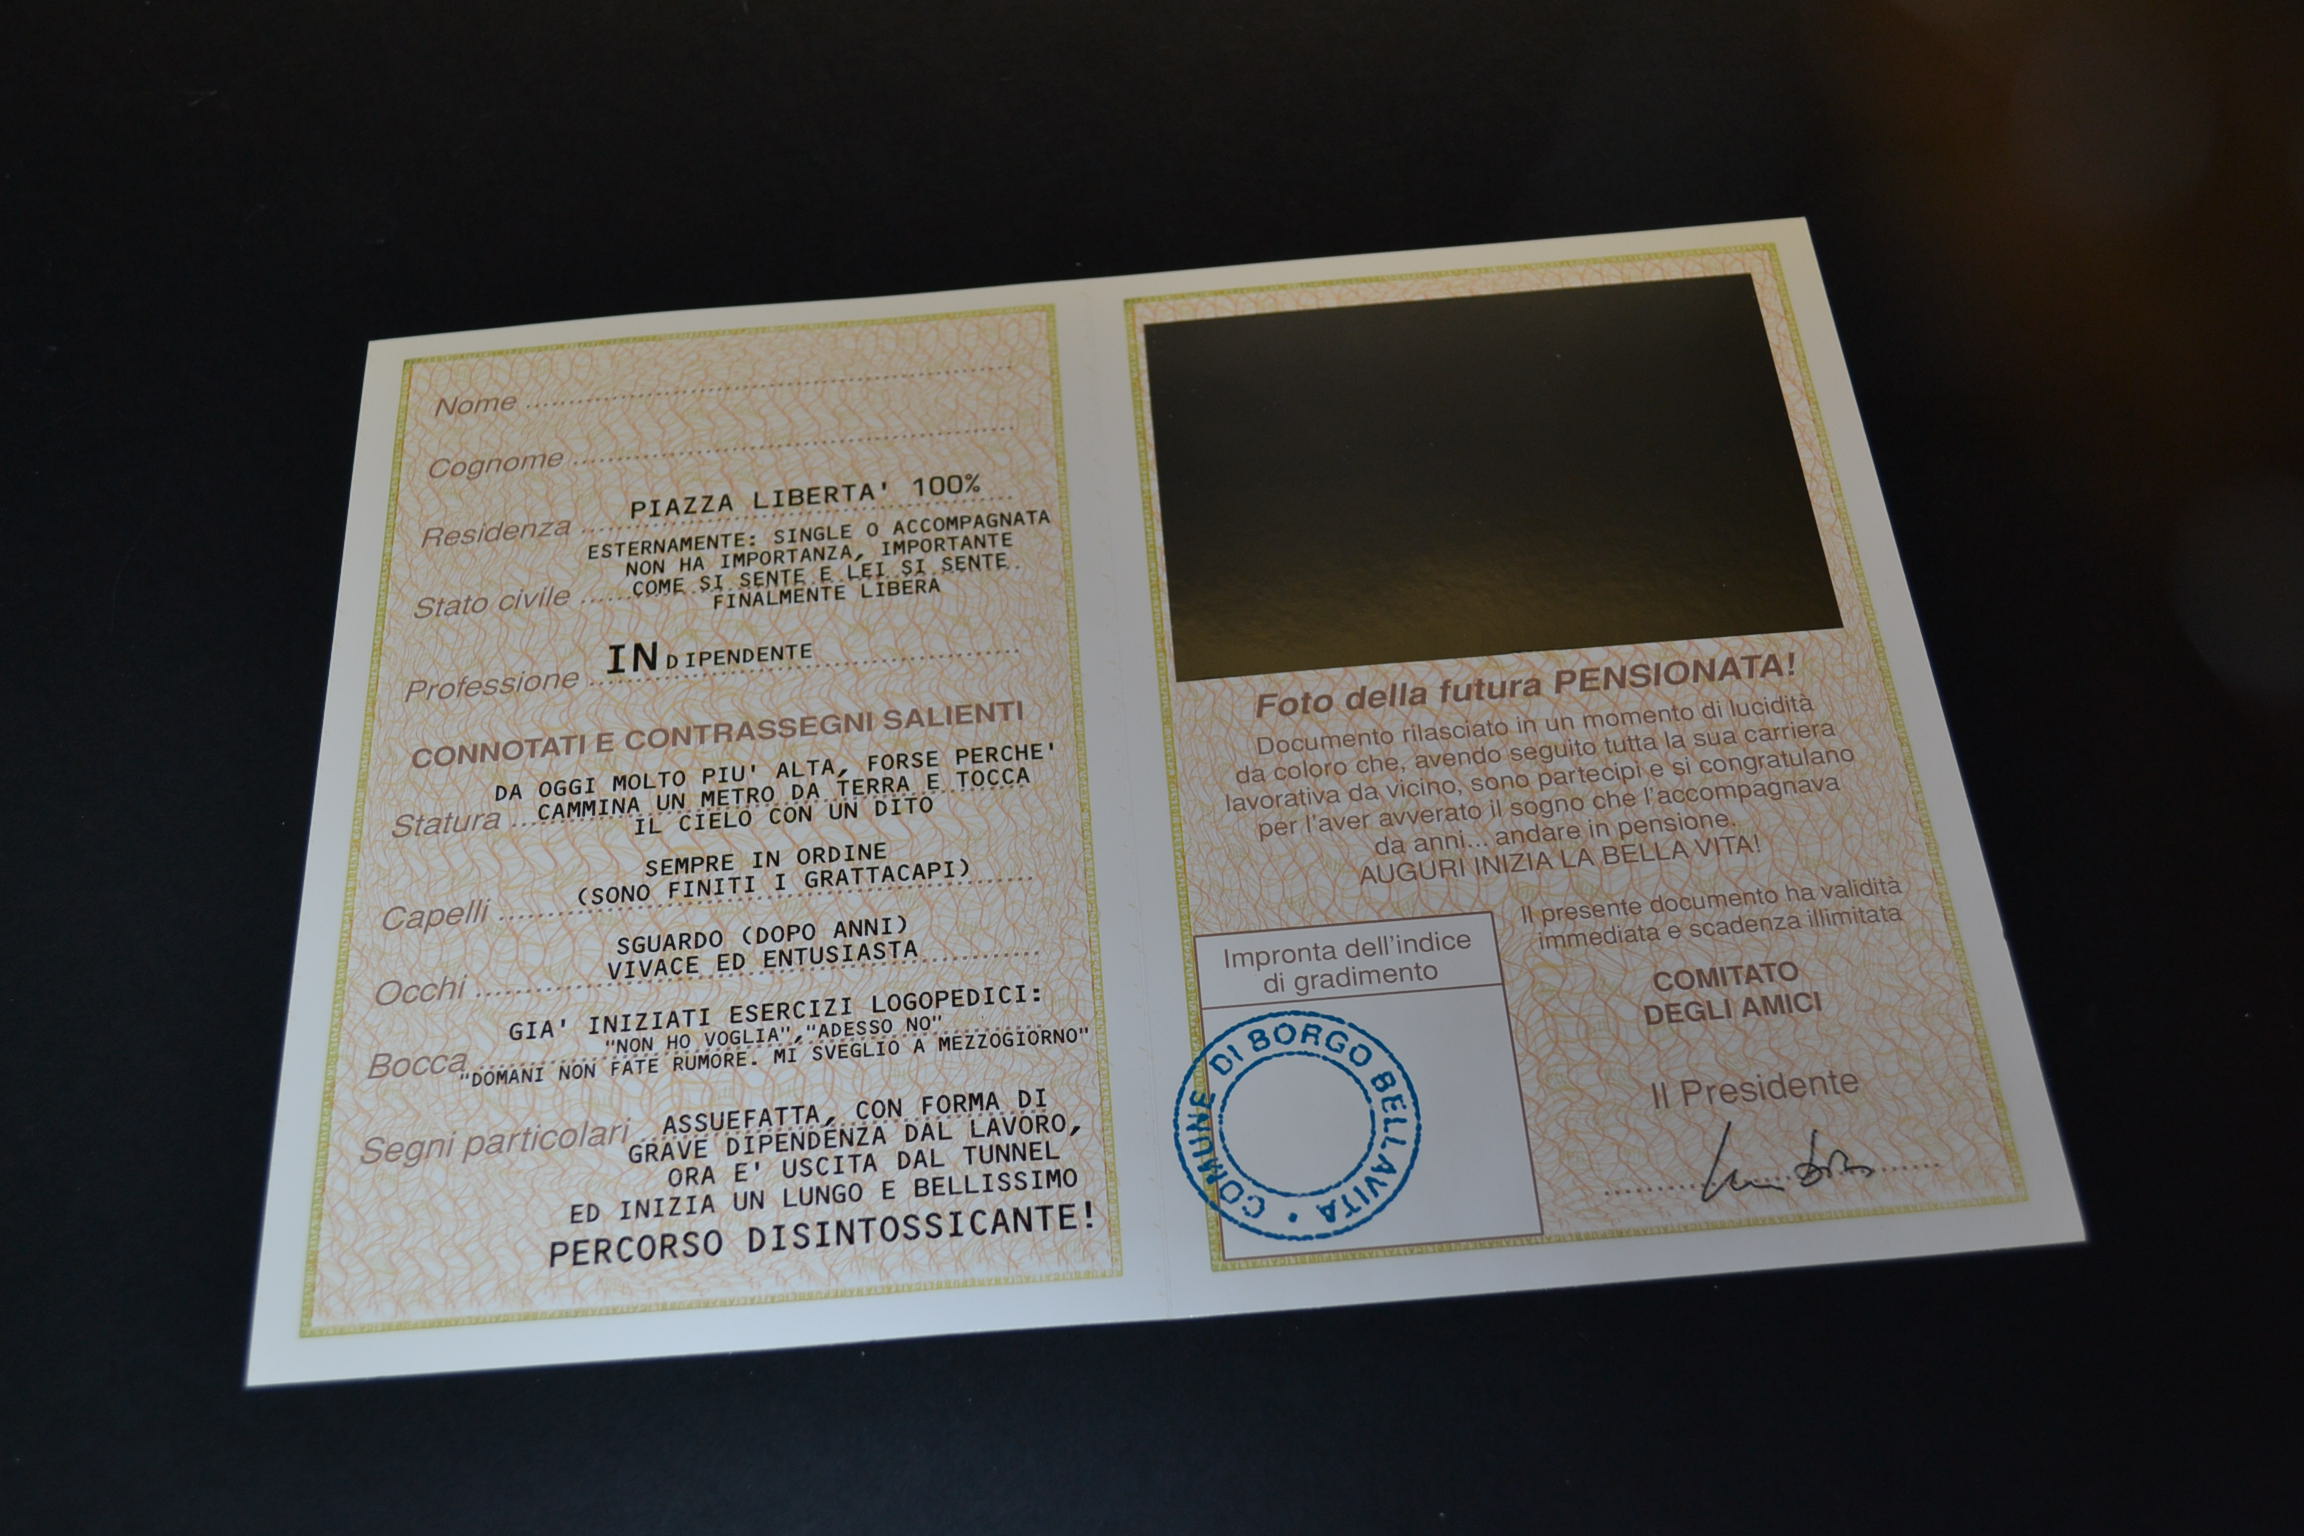 Nome
Cognome
Residenza PIAZZA LIBERTA' 100%
ESTERNAMENTE: SINGLE O ACCOMPAGNATA
NON HA IMPORTANZA, IMPORTANTE
COME SI SENTE E LEI SI SENTE
Stato civile FINALMENTE LIBERA
Professione INDIPENDENTE
CONNOTATI E CONTRASSEGNI SALIENTI
DA OGGI MOLTO PIU' ALTA, FORSE PERCHE'
Statura CAMMINA UN METRO DA TERRA E TOCCA
IL CIELO CON UN DITO
SEMPRE IN ORDINE
Capelli (SONO FINITI I GRATTACAPI)
SGUARDO (DOPO ANNI)
Occhi VIVACE ED ENTUSIASTA
GIA' INIZIATI ESERCIZI LOGOPEDICI:
"NON HO VOGLIA","ADESSO NO"
Bocca "DOMANI NON FATE RUMORE. MI SVEGLIO A MEZZOGIORNO"
Segni particolari ASSUEFATTA, CON FORMA DI
GRAVE DIPENDENZA DAL LAVORO,
ORA E' USCITA DAL TUNNEL
ED INIZIA UN LUNGO E BELLISSIMO
PERCORSO DISINTOSSICANTE!
Foto della futura PENSIONATA!
Documento rilasciato in un momento di lucidità
da coloro che, avendo seguito tutta la sua carriera
lavorativa da vicino, sono partecipi e si congratulano
per l'aver avverato il sogno che l'accompagnava
da anni... andare in pensione.
AUGURI INIZIA LA BELLA VITA!
Il presente documento ha validità
immediata e scadenza illimitata
Impronta dell'indice
di gradimento
COMUNE DI BORGO BELLAVITA
COMITATO
DEGLI AMICI
Il Presidente